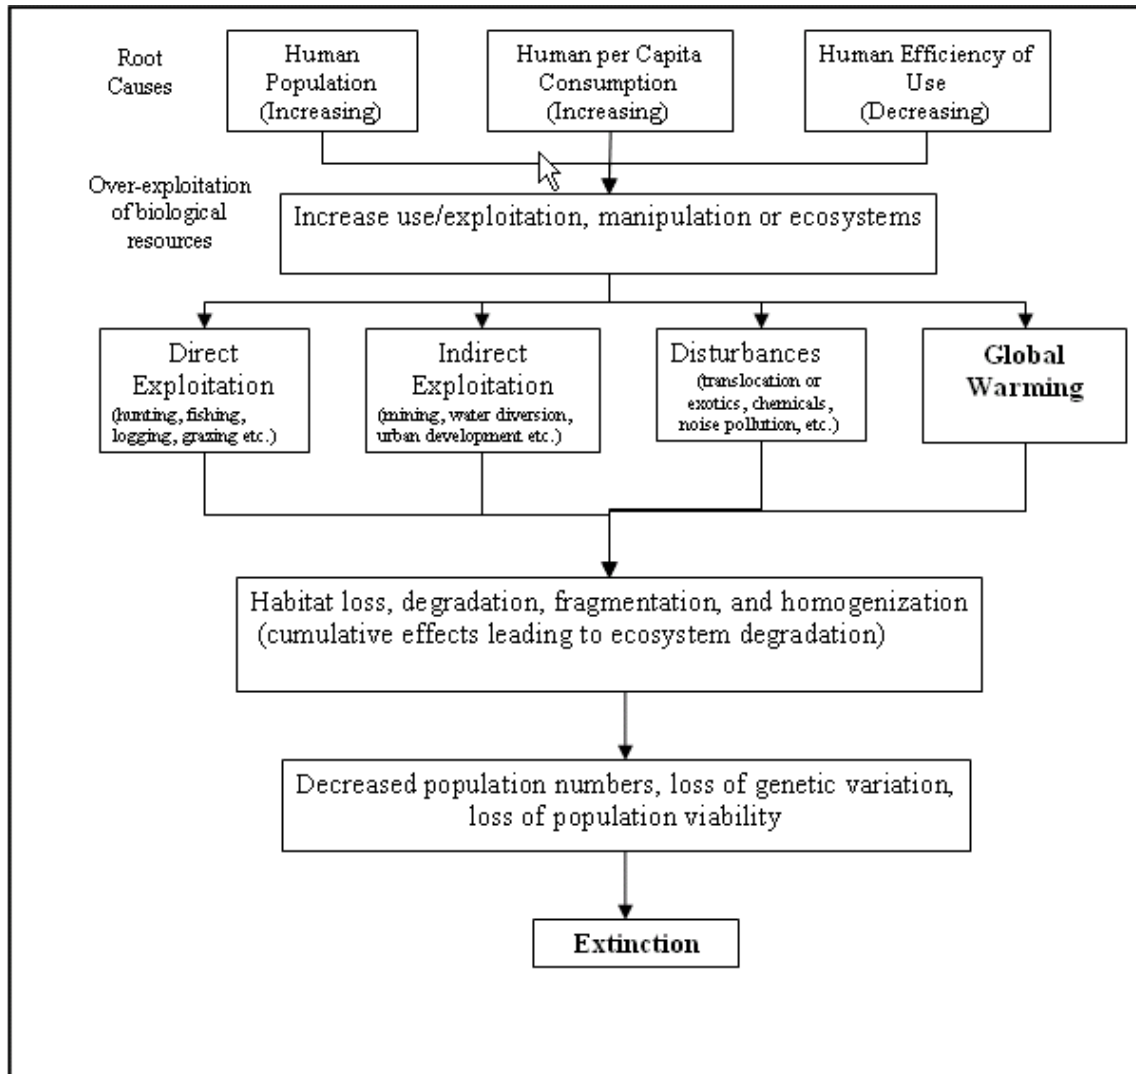 Root
Causes
Human
Population
(Increasing)
Human per Capita
Consumption
(Increasing)
Human Efficiency of
Use
(Decreasing)
Over-exploitation
of biological
resources
Increase use/exploitation, manipulation or ecosystems
Direct
Exploitation
(hunting, fishing,
logging, grazing etc.)
Indirect
Exploitation
(mining, water diversion,
urban development etc.)
Disturbances
(translocation or
exotics, chemicals,
noise pollution, etc.)
Global
Warming
Habitat loss, degradation, fragmentation, and homogenization
(cumulative effects leading to ecosystem degradation)
Decreased population numbers, loss of genetic variation,
loss of population viability
Extinction